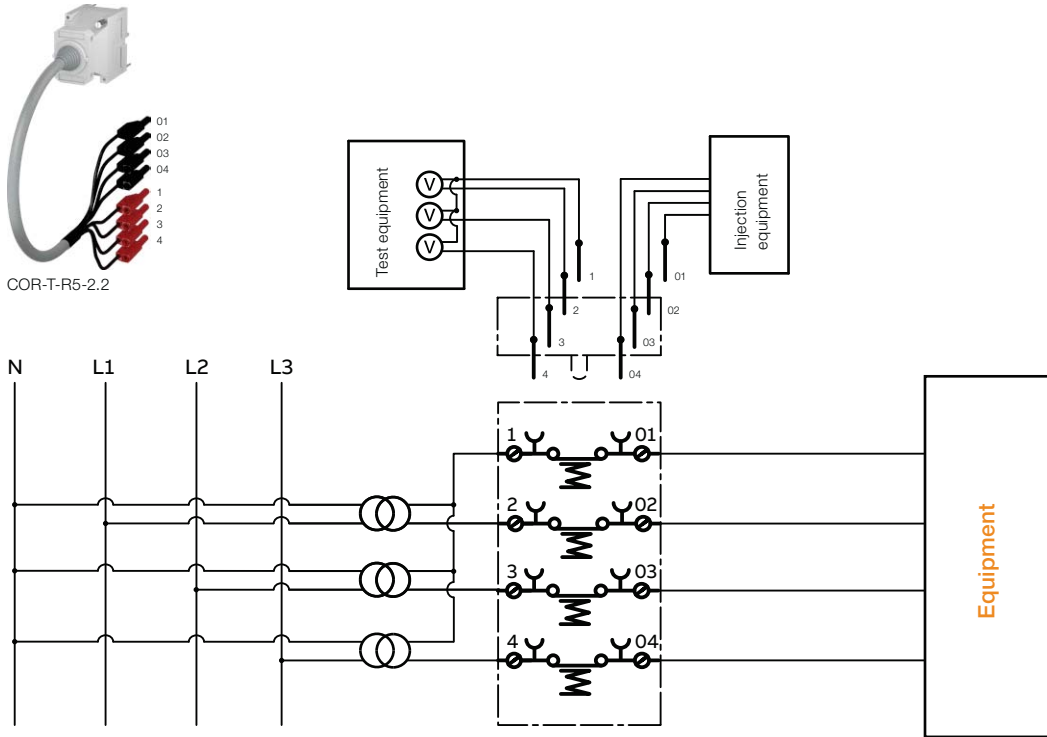 01
02
03
04
1
2
3
4
COR-T-R5-2.2
Test equipment
V
V
V
Injection
equipment
1
01
2
02
3
03
4
04
N
L1
L2
L3
1
01
2
02
3
03
4
04
Equipment